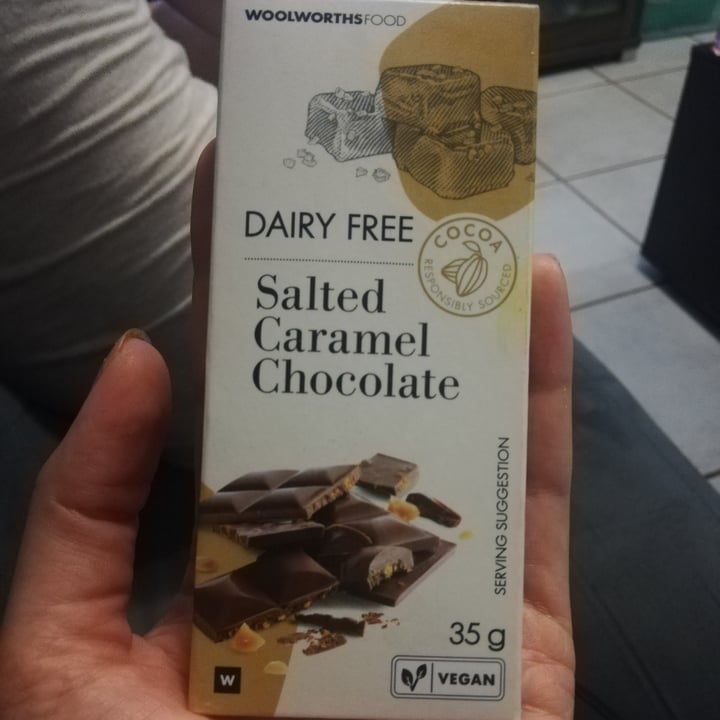 WOOLWORTHSFOOD
DAIRY FREE
COCOA
RESPONSIBLY SOURCED
Salted
Caramel
Chocolate
SERVING SUGGESTION
35 g
W
VEGAN